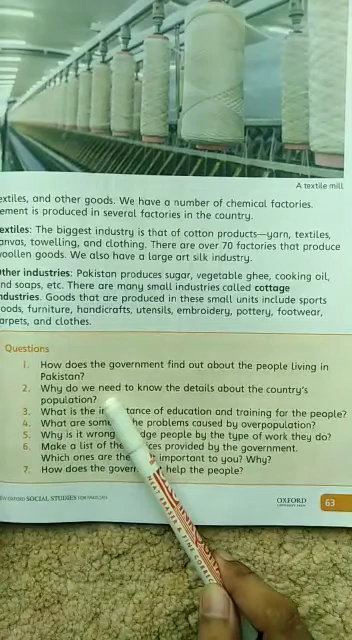 A textile mill
extiles, and other goods. We have a number of chemical factories.
ement is produced in several factories in the country.
extiles: The biggest industry is that of cotton products—yarn, textiles,
anvas, towelling, and clothing. There are over 70 factories that produce
woollen goods. We also have a large art silk industry.
ther industries: Pakistan produces sugar, vegetable ghee, cooking oil,
nd soaps, etc. There are many small industries called cottage
ndustries. Goods that are produced in these small units include sports
oods, furniture, handicrafts, utensils, embroidery, pottery, footwear,
arpets, and clothes.
Questions
1. How does the government find out about the people living in
Pakistan?
2. Why do we need to know the details about the country's
population?
3. What is the i tance of education and training for the people?
4. What are some he problems caused by overpopulation?
5. Why is it wrong dge people by the type of work they do?
6. Make a list of the ices provided by the government.
Which ones are the important to you? Why?
7. How does the govern help the people?
OXFORD SOCIAL STUDIES FOR PAKISTAN
OXFORD
UNIVERSITY PRESS
63